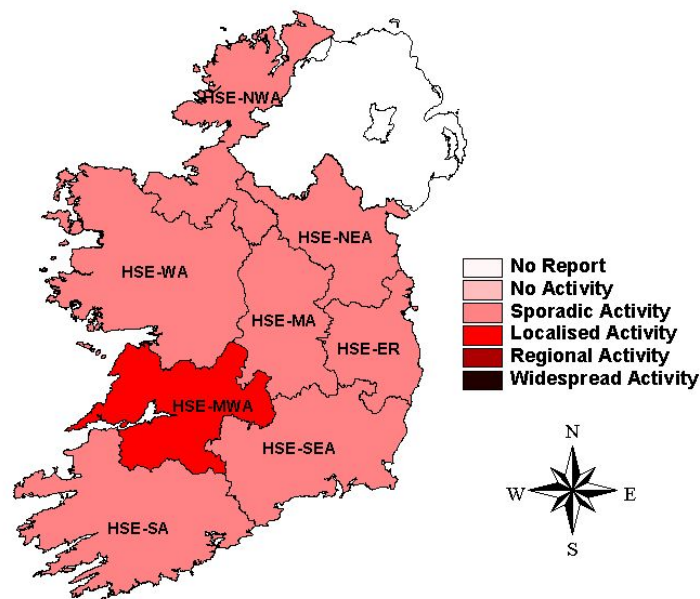 HSE-NWA
HSE-NEA
HSE-WA
HSE-MA
HSE-ER
HSE-MWA
HSE-SEA
HSE-SA
No Report
No Activity
Sporadic Activity
Localised Activity
Regional Activity
Widespread Activity
N
W E
S